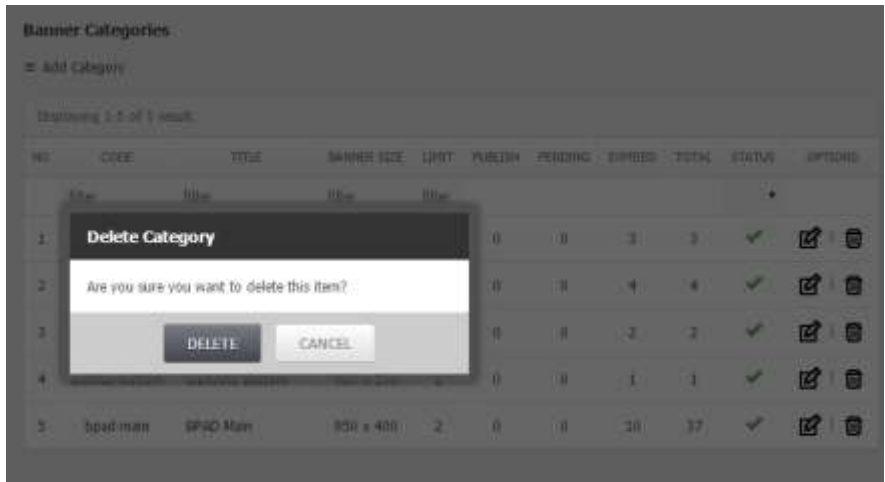 Banner Categories
Add Category
Displaying 1-5 of 5 result.
NO CODE TITLE BANNER SIZE LIMIT PUBLISH PENDING EXPIRED TOTAL STATUS OPTIONS
filter filter filter filter
Delete Category
1 0 0 3 3
Are you sure you want to delete this item?
2 0 0 4 4
3 0 0 2 2
DELETE CANCEL
4 0 0 1 1
5 bpad-main BPAD Main 950 x 400 2 0 0